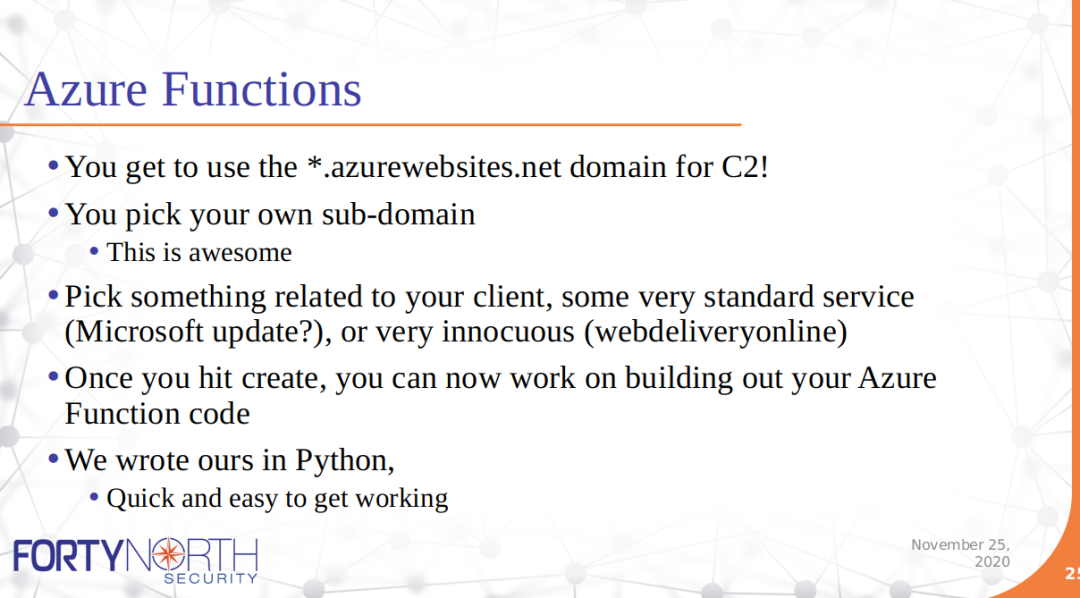 Azure Functions
•You get to use the *.azurewebsites.net domain for C2!
•You pick your own sub-domain
•This is awesome
•Pick something related to your client, some very standard service
(Microsoft update?), or very innocuous (webdeliveryonline)
•Once you hit create, you can now work on building out your Azure
Function code
•We wrote ours in Python,
•Quick and easy to get working
FORTYNORTH
SECURITY
November 25,
2020
25